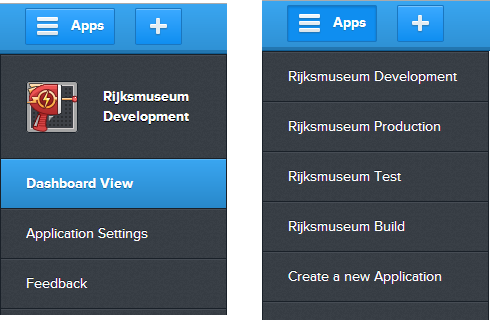 Apps
Rijksmuseum
Development
Dashboard View
Application Settings
Feedback
Apps
Rijksmuseum Development
Rijksmuseum Production
Rijksmuseum Test
Rijksmuseum Build
Create a new Application